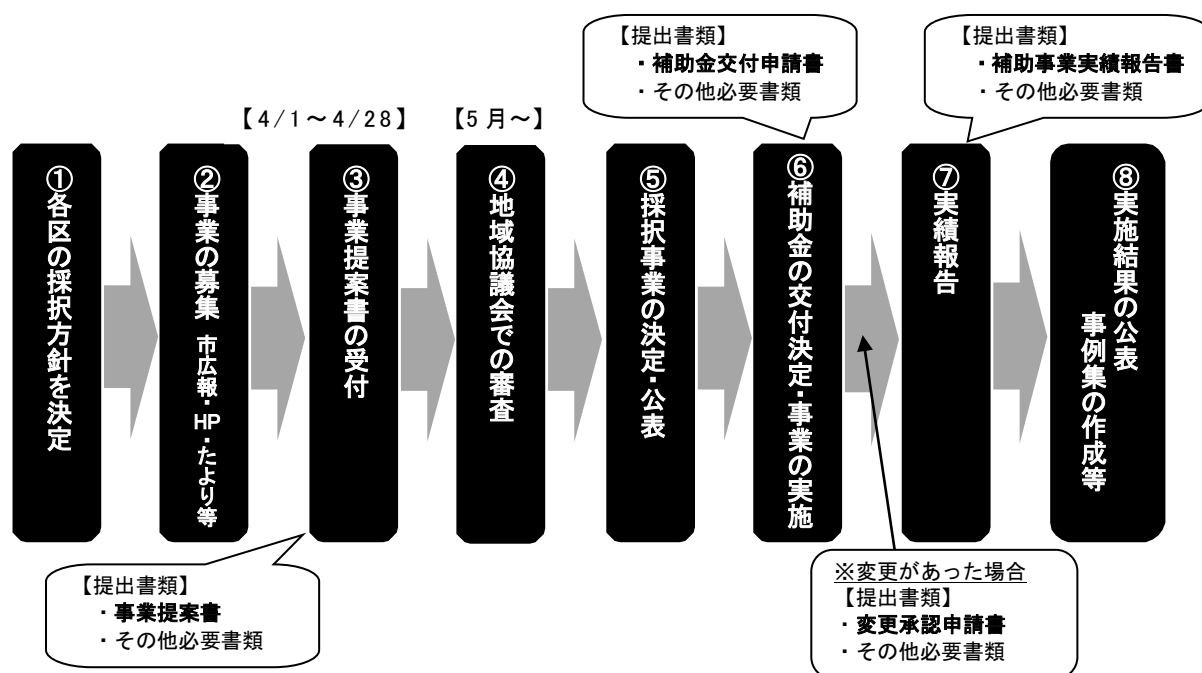 【提出書類】
・補助金交付申請書
・その他必要書類
【提出書類】
・補助事業実績報告書
・その他必要書類
【4/1～4/28】
【5月～】
①各区の採択方針を決定
②事業の募集 市広報・HP・たより等
③事業提案書の受付
④地域協議会での審査
⑤採択事業の決定・公表
⑥補助金の交付決定・事業の実施
⑦実績報告
⑧実施結果の公表
事例集の作成等
【提出書類】
・事業提案書
・その他必要書類
※変更があった場合
【提出書類】
・変更承認申請書
・その他必要書類